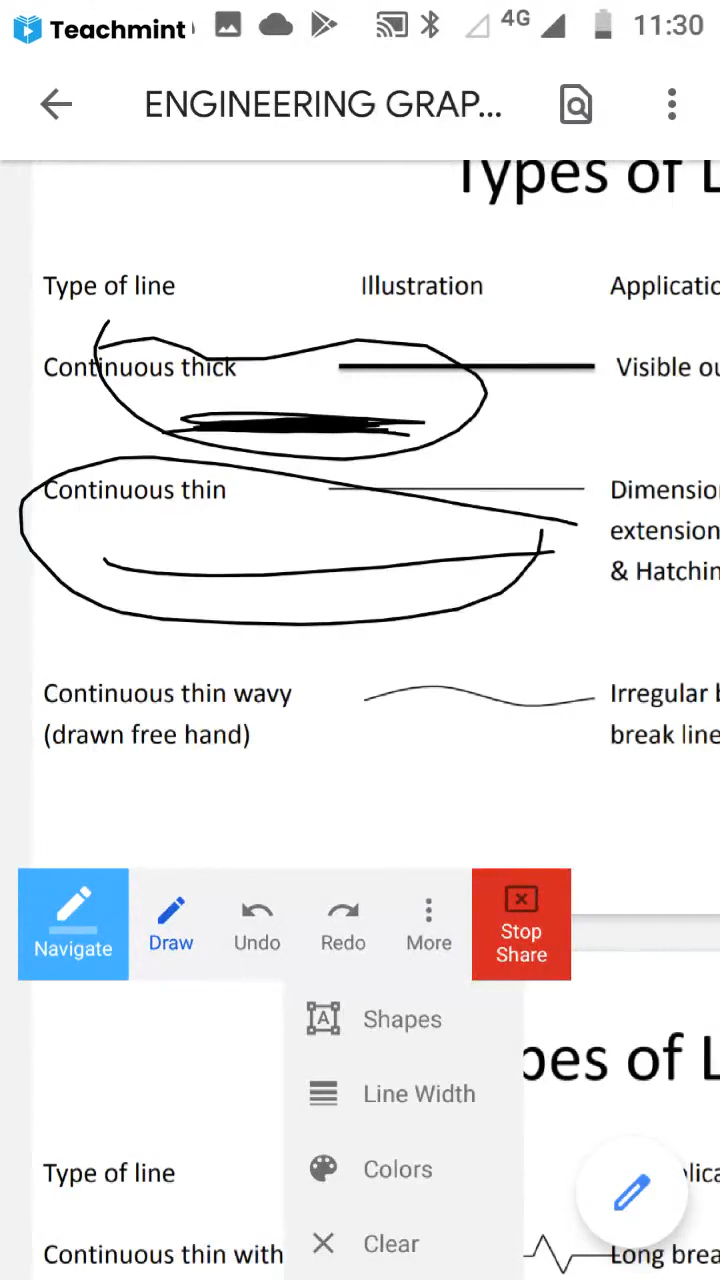 Teachmint 4G 11:30
ENGINEERING GRAP...
Types of L
Type of line Illustration Applicatio
Continuous thick Visible ou
Continuous thin Dimensio
extension
& Hatchin
Continuous thin wavy Irregular b
(drawn free hand) break line
Navigate Draw Undo Redo More Stop
Share
Shapes
pes of L
Line Width
Type of line Colors lica
Continuous thin with Clear Long brea